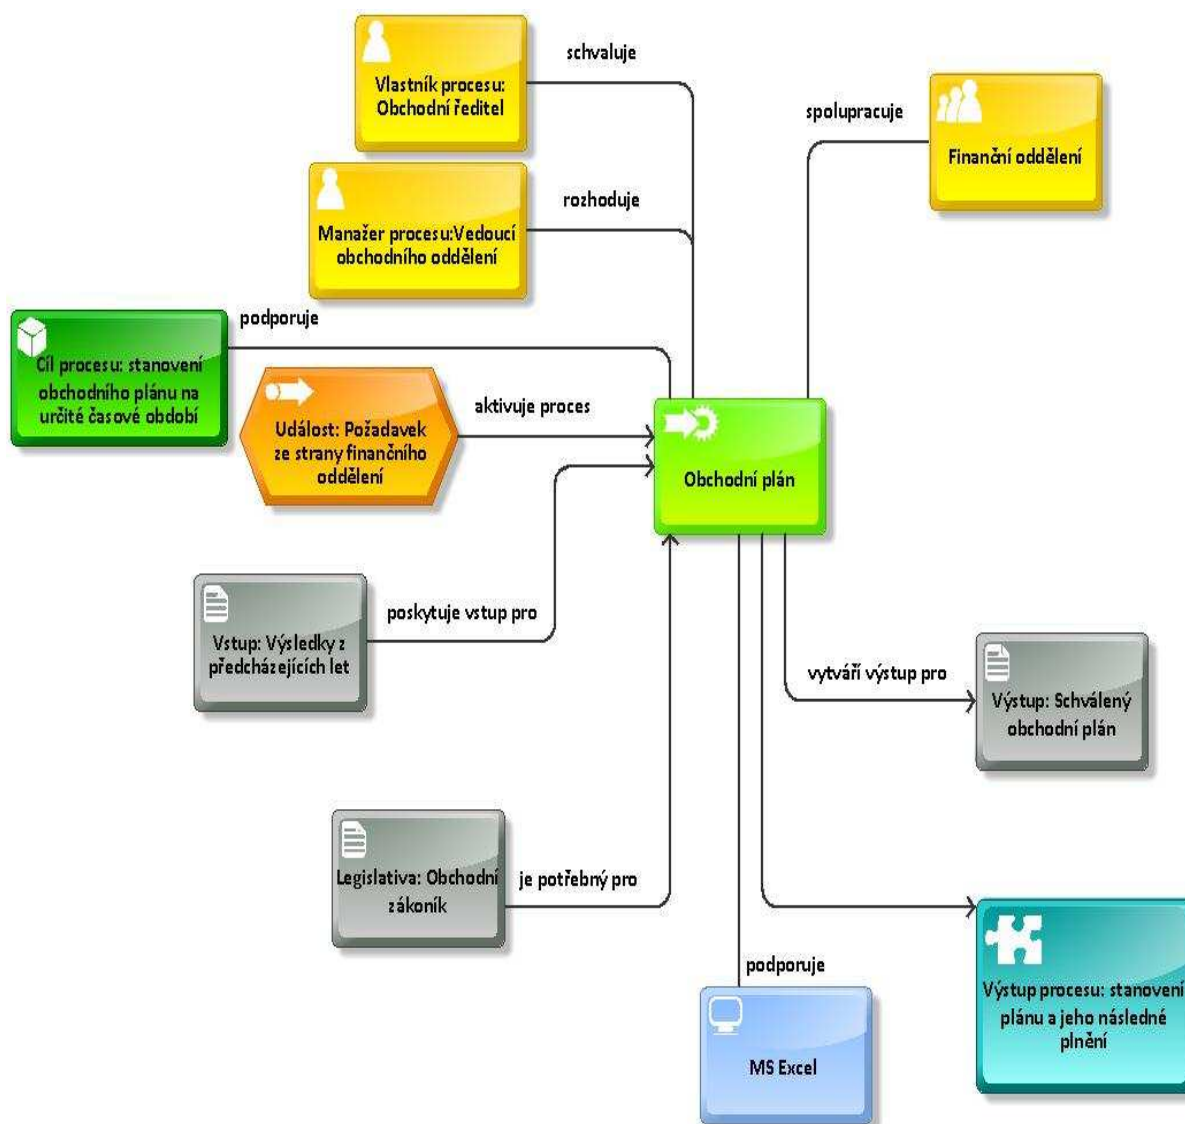 schvaluje
Vlastník procesu:
Obchodní ředitel
spolupracuje
Finanční oddělení
rozhoduje
Manažer procesu:Vedoucí
obchodního oddělení
podporuje
Cíl procesu: stanovení
obchodního plánu na
určité časové období
aktivuje proces
Událost: Požadavek
ze strany finančního
oddělení
Obchodní plán
poskytuje vstup pro
Vstup: Výsledky z
předcházejících let
vytváří výstup pro
Výstup: Schválený
obchodní plán
Legislativa: Obchodní
zákoník
je potřebný pro
podporuje
MS Excel
Výstup procesu: stanovení
plánu a jeho následné
plnění